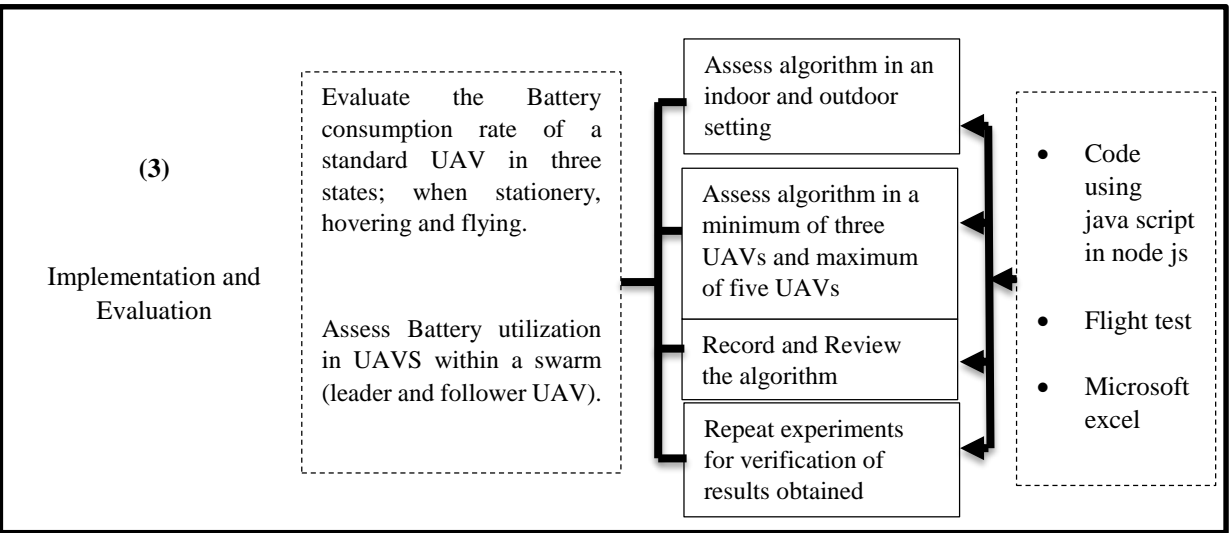 (3)
Implementation and
Evaluation
Evaluate the Battery
consumption rate of a
standard UAV in three
states; when stationery,
hovering and flying.
Assess Battery utilization
in UAVS within a swarm
(leader and follower UAV).
Assess algorithm in an
indoor and outdoor
setting
Assess algorithm in a
minimum of three
UAVs and maximum
of five UAVs
Record and Review
the algorithm
Repeat experiments
for verification of
results obtained
• Code
using
java script
in node js
• Flight test
• Microsoft
excel